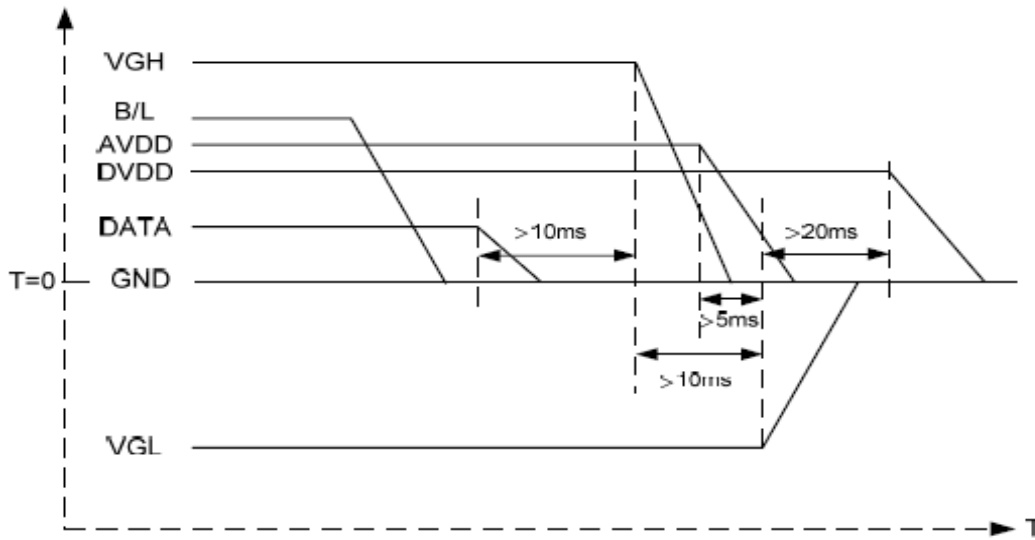 VGH
B/L
AVDD
DVDD
DATA
>10ms
>20ms
T=0
GND
>5ms
>10ms
VGL
T